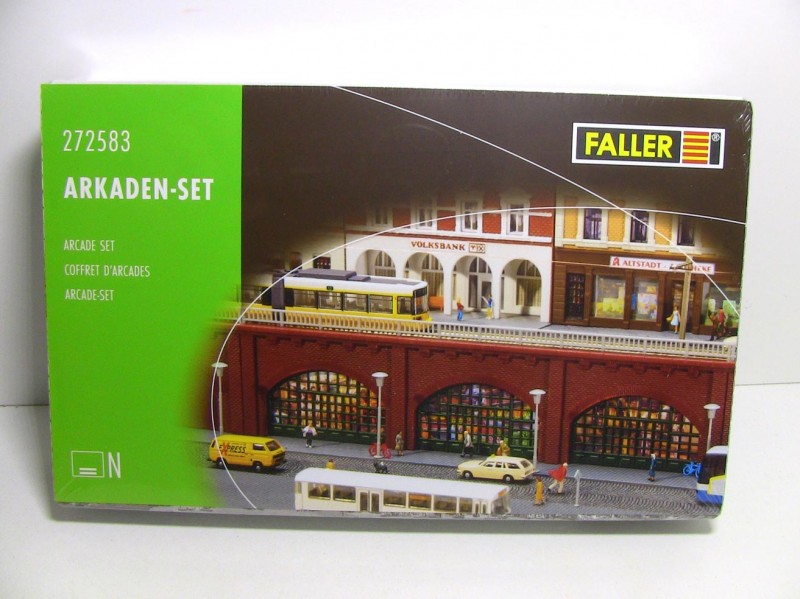 272583
ARKADEN-SET
ARCADE SET
COFFRET D'ARCADES
ARCADE-SET
N
FALLER
®
VOLKSBANK
ALTSTADT -
EXPRESS